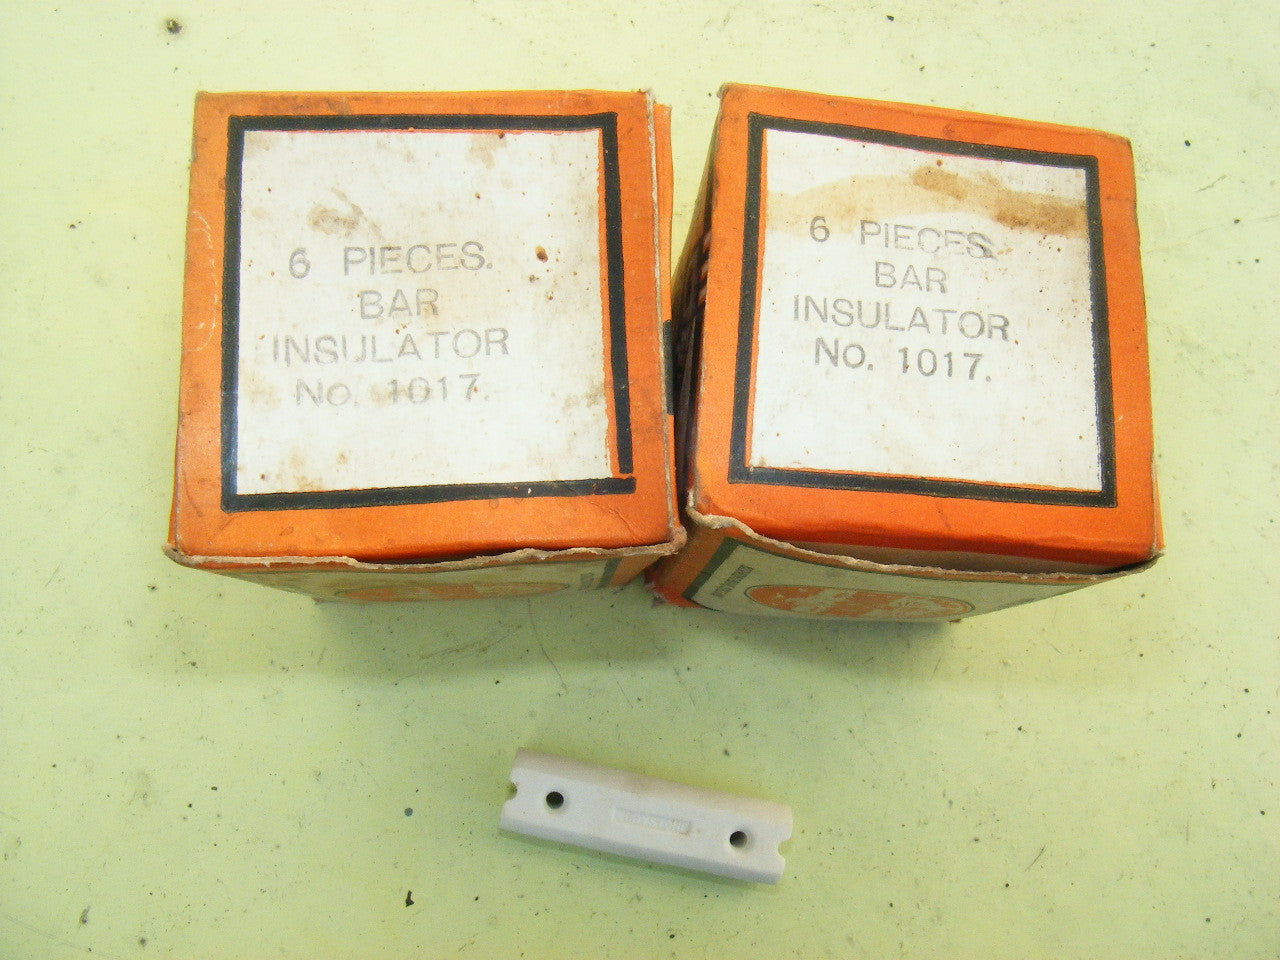 6 PIECES.
BAR
INSULATOR
No. 1017.
6 PIECES
BAR
INSULATOR
No. 1017.